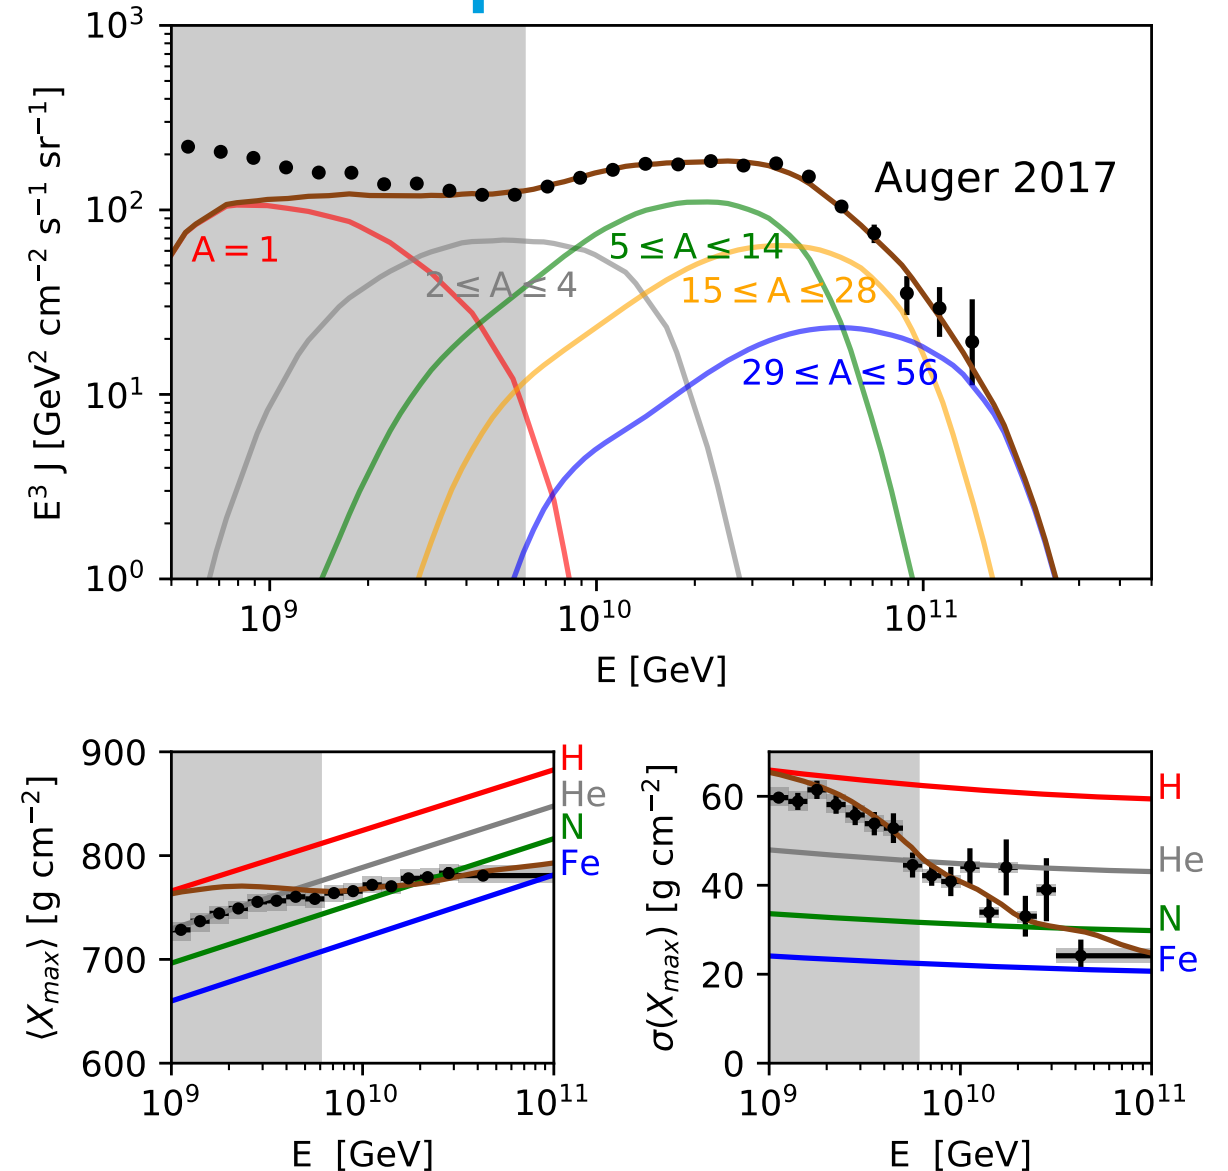 10³
10²
10¹
10⁰
E³ J [GeV² cm⁻² s⁻¹ sr⁻¹]
Auger 2017
A = 1
2 ≤ A ≤ 4
5 ≤ A ≤ 14
15 ≤ A ≤ 28
29 ≤ A ≤ 56
10⁹ 10¹⁰ 10¹¹
E [GeV]
900
800
700
600
⟨Xmax⟩ [g cm⁻²]
H
He
N
Fe
10⁹ 10¹⁰ 10¹¹
E [GeV]
60
40
20
0
σ(Xmax) [g cm⁻²]
H
He
N
Fe
10⁹ 10¹⁰ 10¹¹
E [GeV]